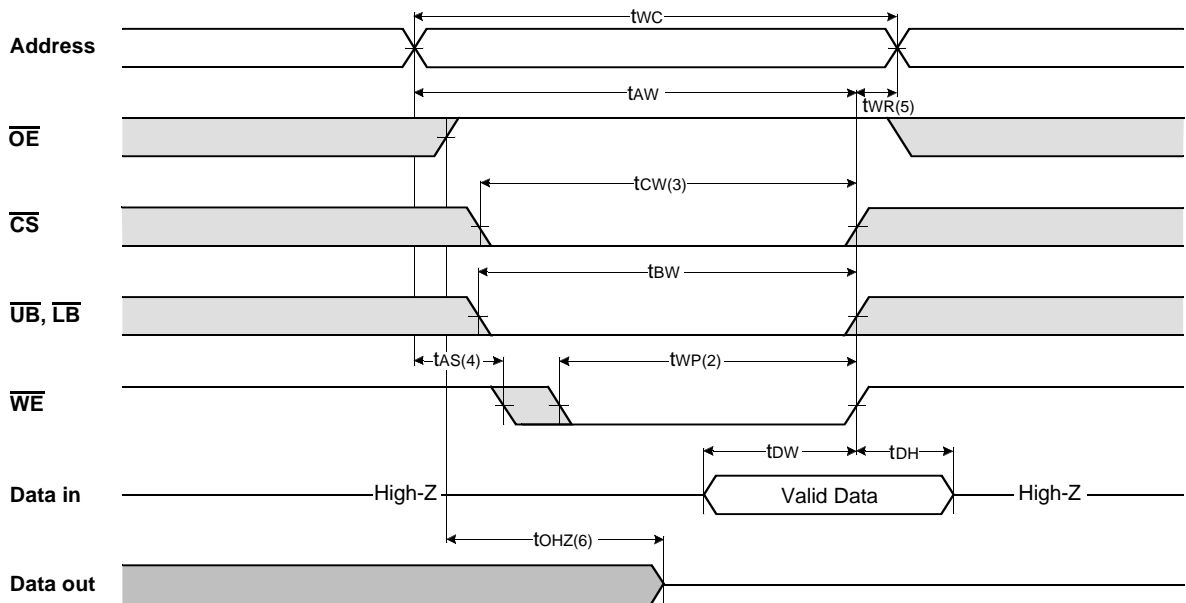 tWC
Address
tAW
tWR(5)
OE
tCW(3)
CS
tBW
UB, LB
tAS(4)
tWP(2)
WE
tDW
tDH
Data in
High-Z
Valid Data
High-Z
tOHZ(6)
Data out